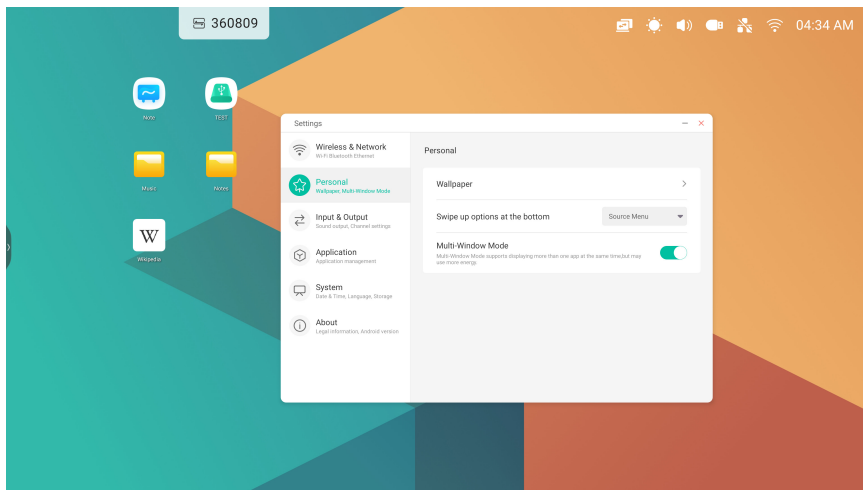 360809
04:34 AM
Note
TEST
Music
Notes
W
Wikipedia
Settings
Wireless & Network
Wi-Fi Bluetooth Ethernet
Personal
Wallpaper, Multi-Window Mode
Input & Output
Sound output, Channel settings
Application
Application management
System
Date & Time, Language, Storage
About
Legal information, Android version
Personal
Wallpaper
Swipe up options at the bottom
Source Menu
Multi-Window Mode
Multi-Window Mode supports displaying more than one app at the same time,but may
use more energy.